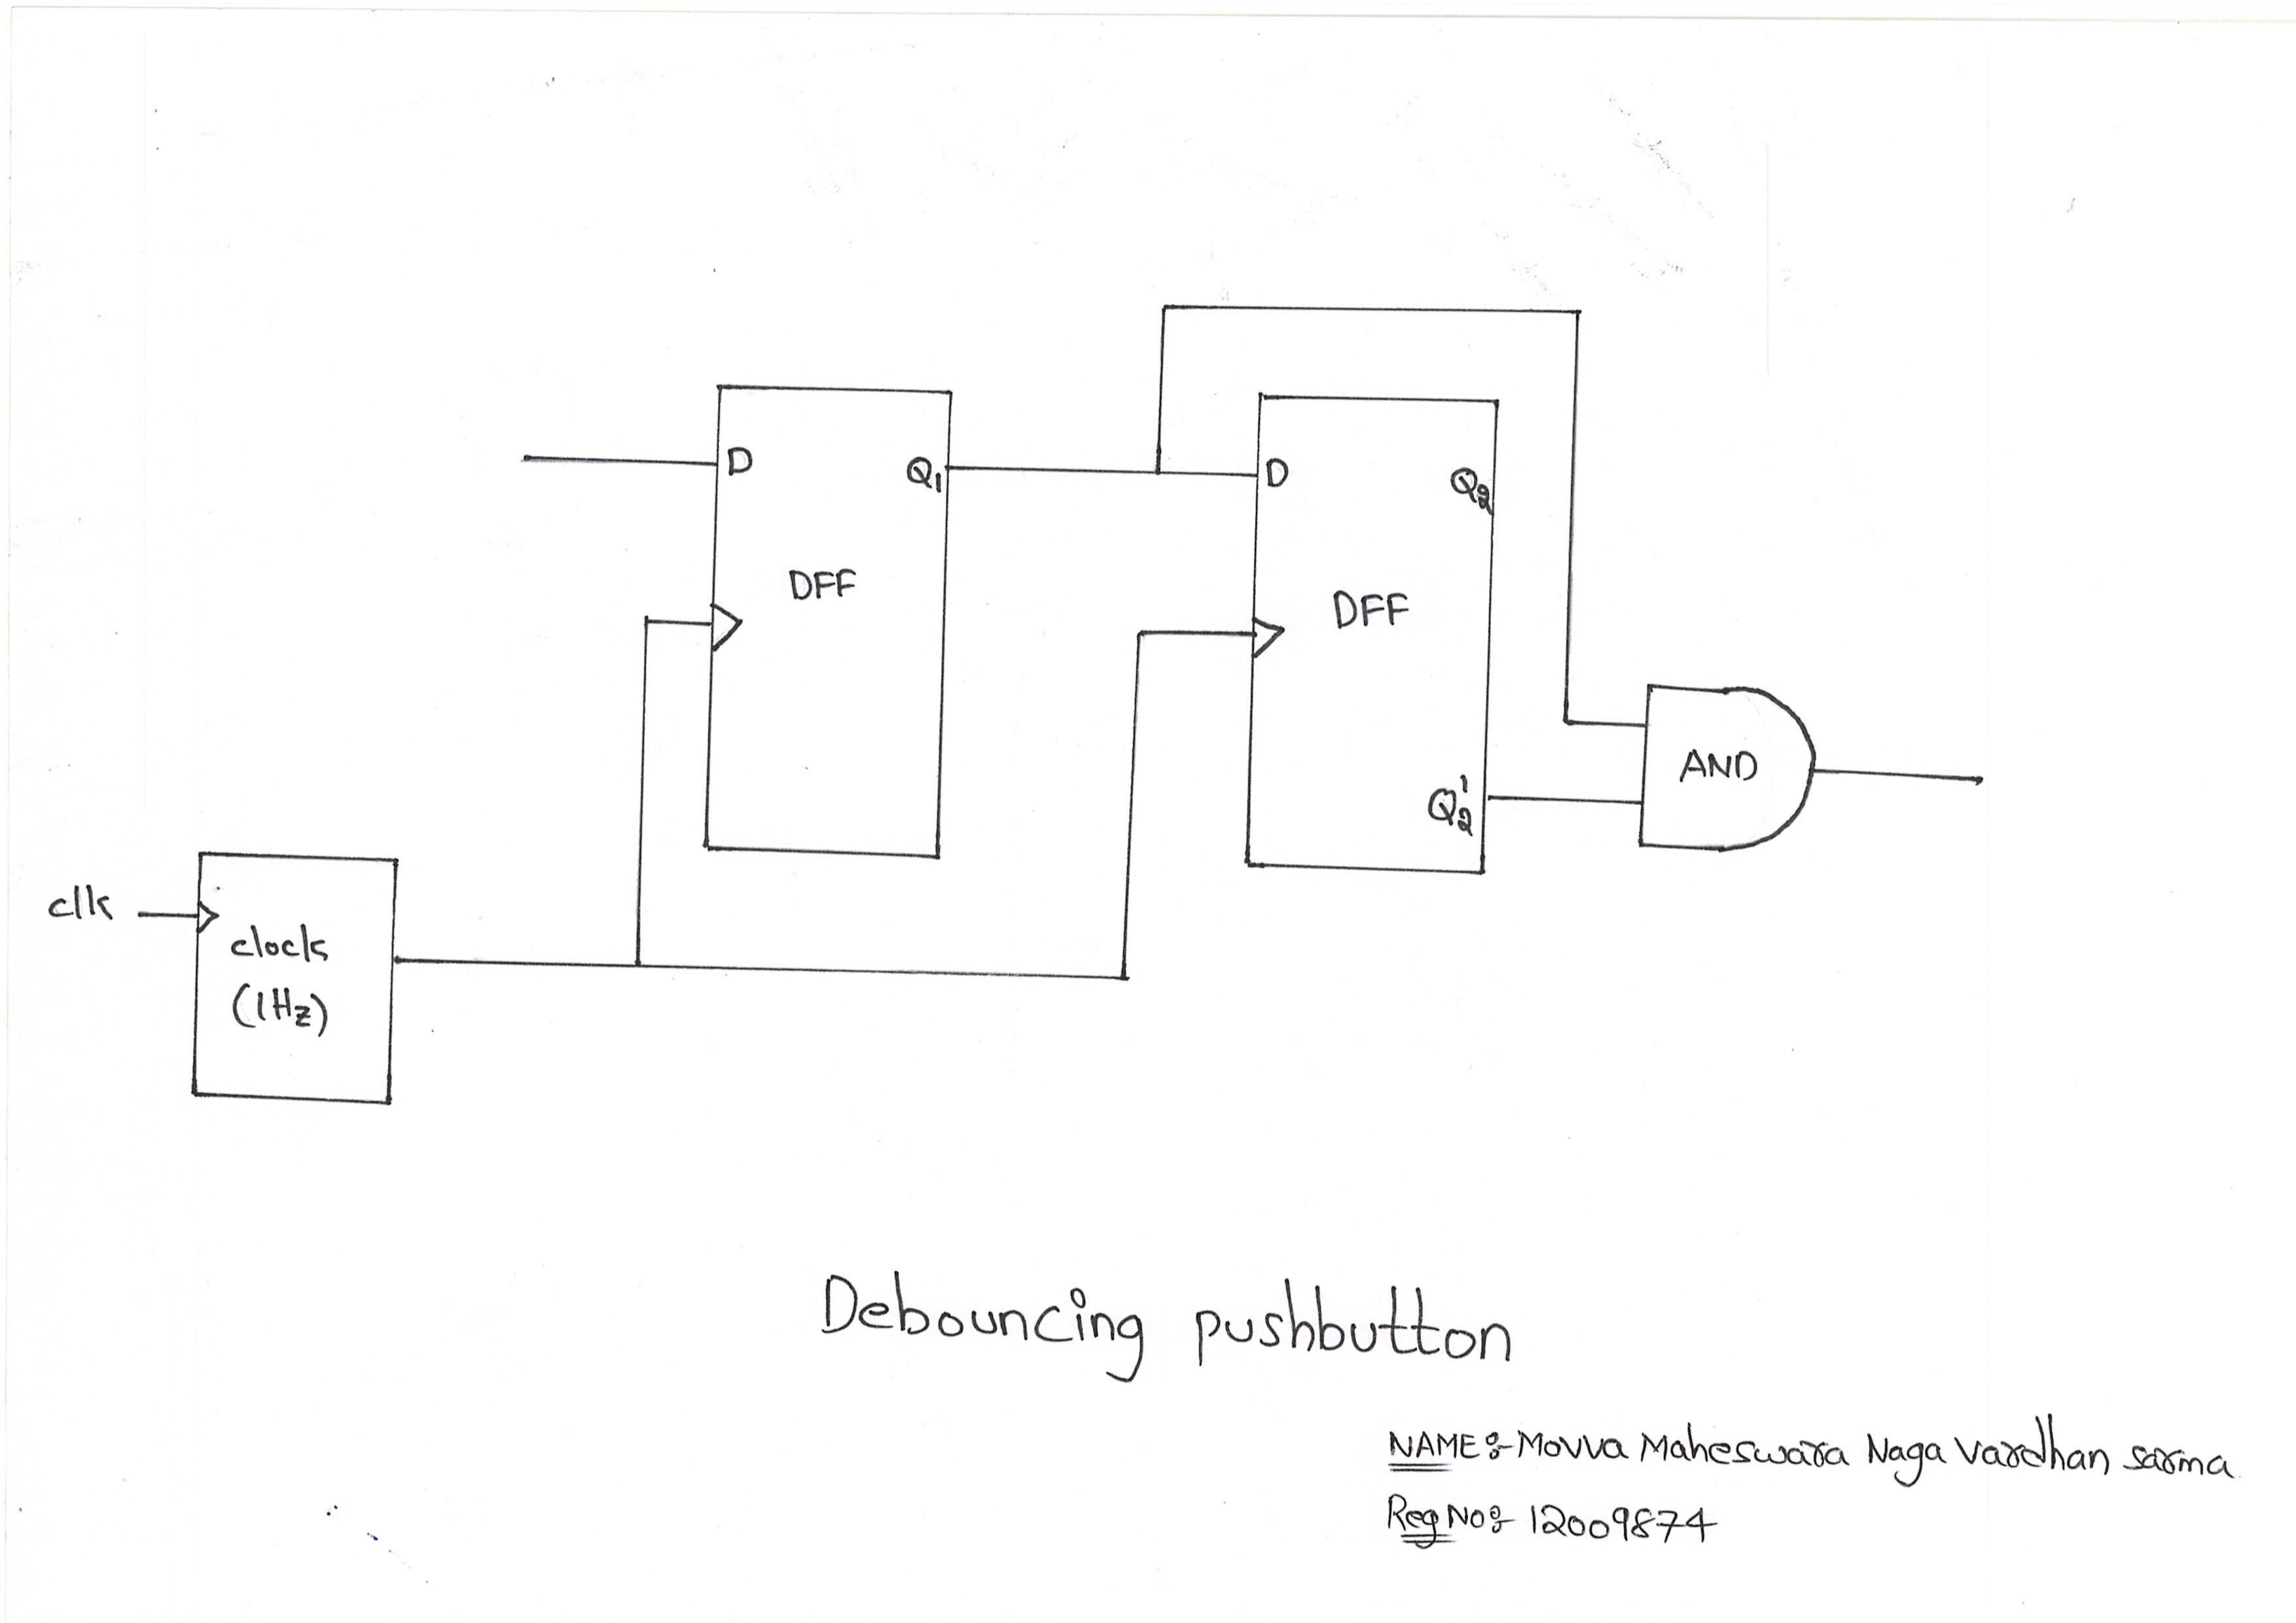 D
Q1
D
Q2
DFF
DFF
AND
Q2'
clk
clock
(1Hz)
Debouncing pushbutton
NAME:- Movva Maheswara Naga Vardhan sarma
Reg No:- 12009874